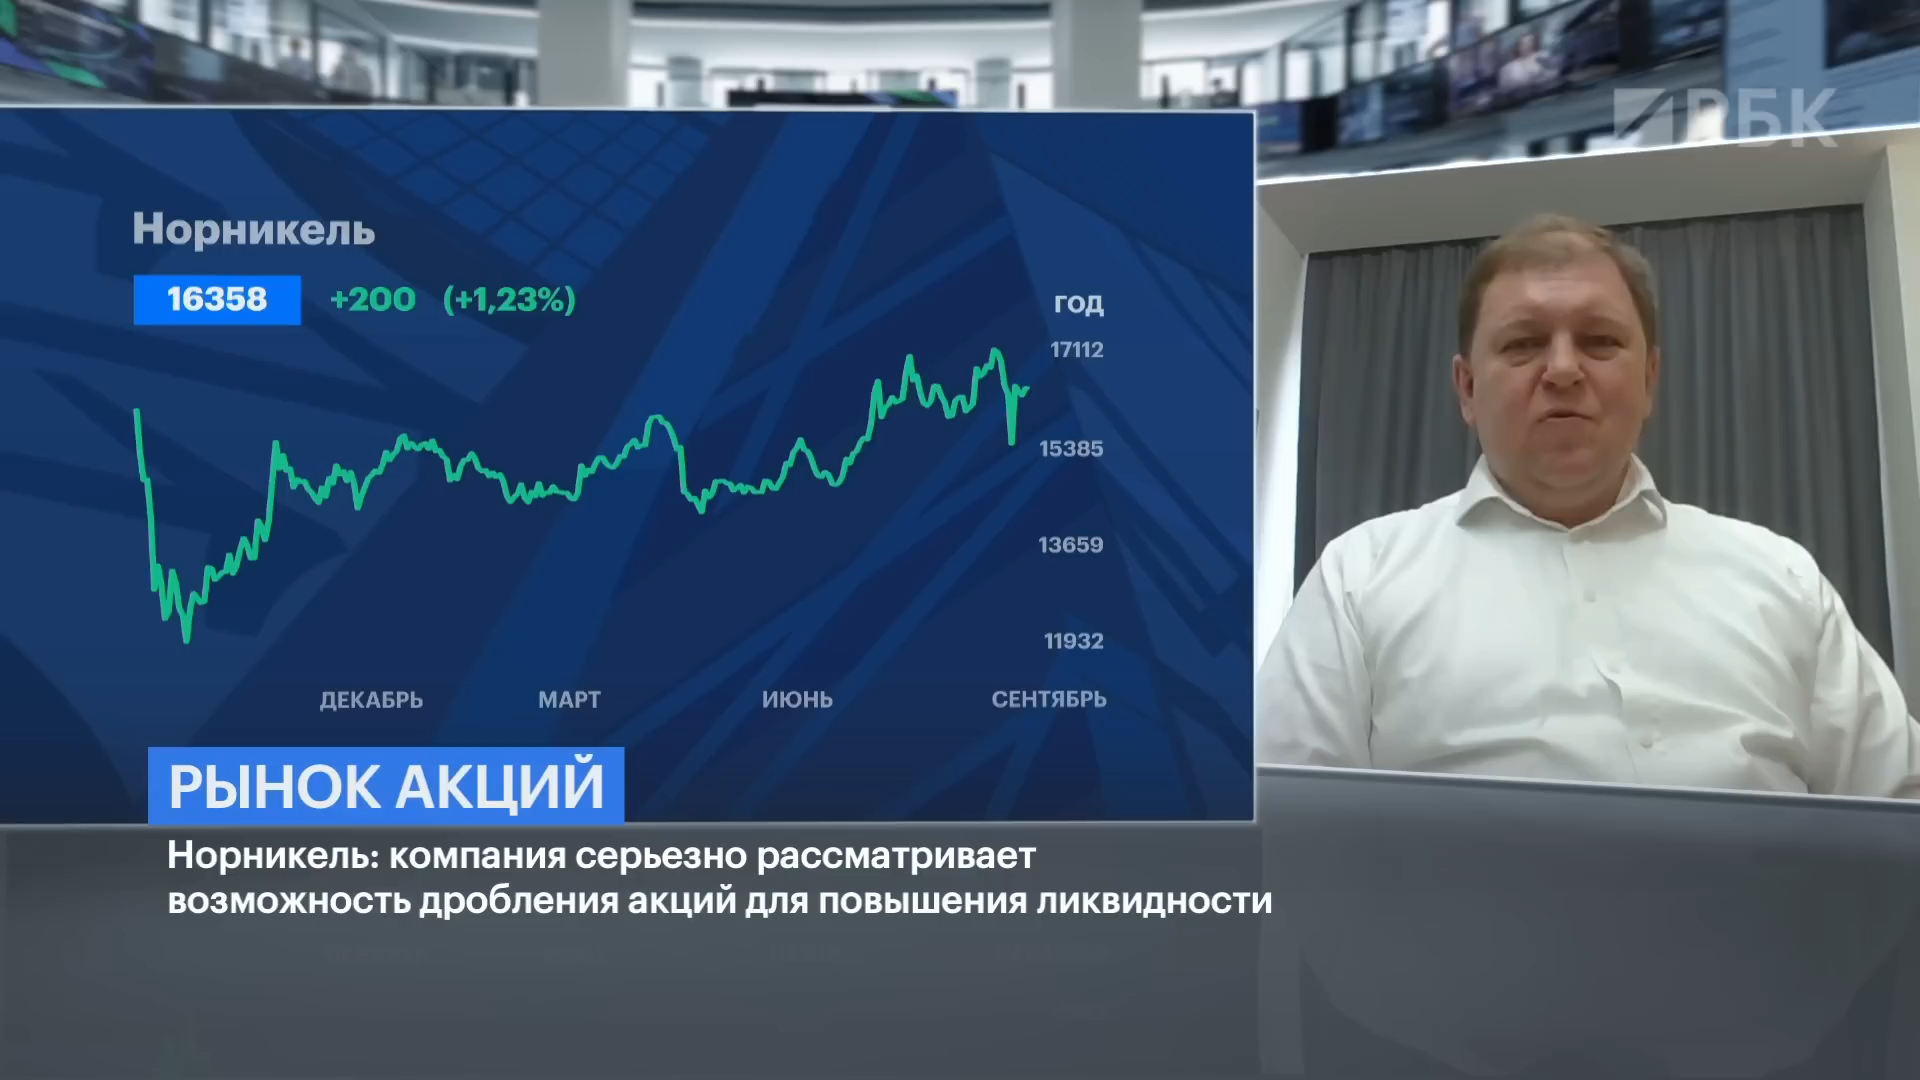 РБК
Норникель
16358 +200 (+1,23%)
ГОД
17112
15385
13659
11932
ДЕКАБРЬ МАРТ ИЮНЬ СЕНТЯБРЬ
РЫНОК АКЦИЙ
Норникель: компания серьезно рассматривает
возможность дробления акций для повышения ликвидности